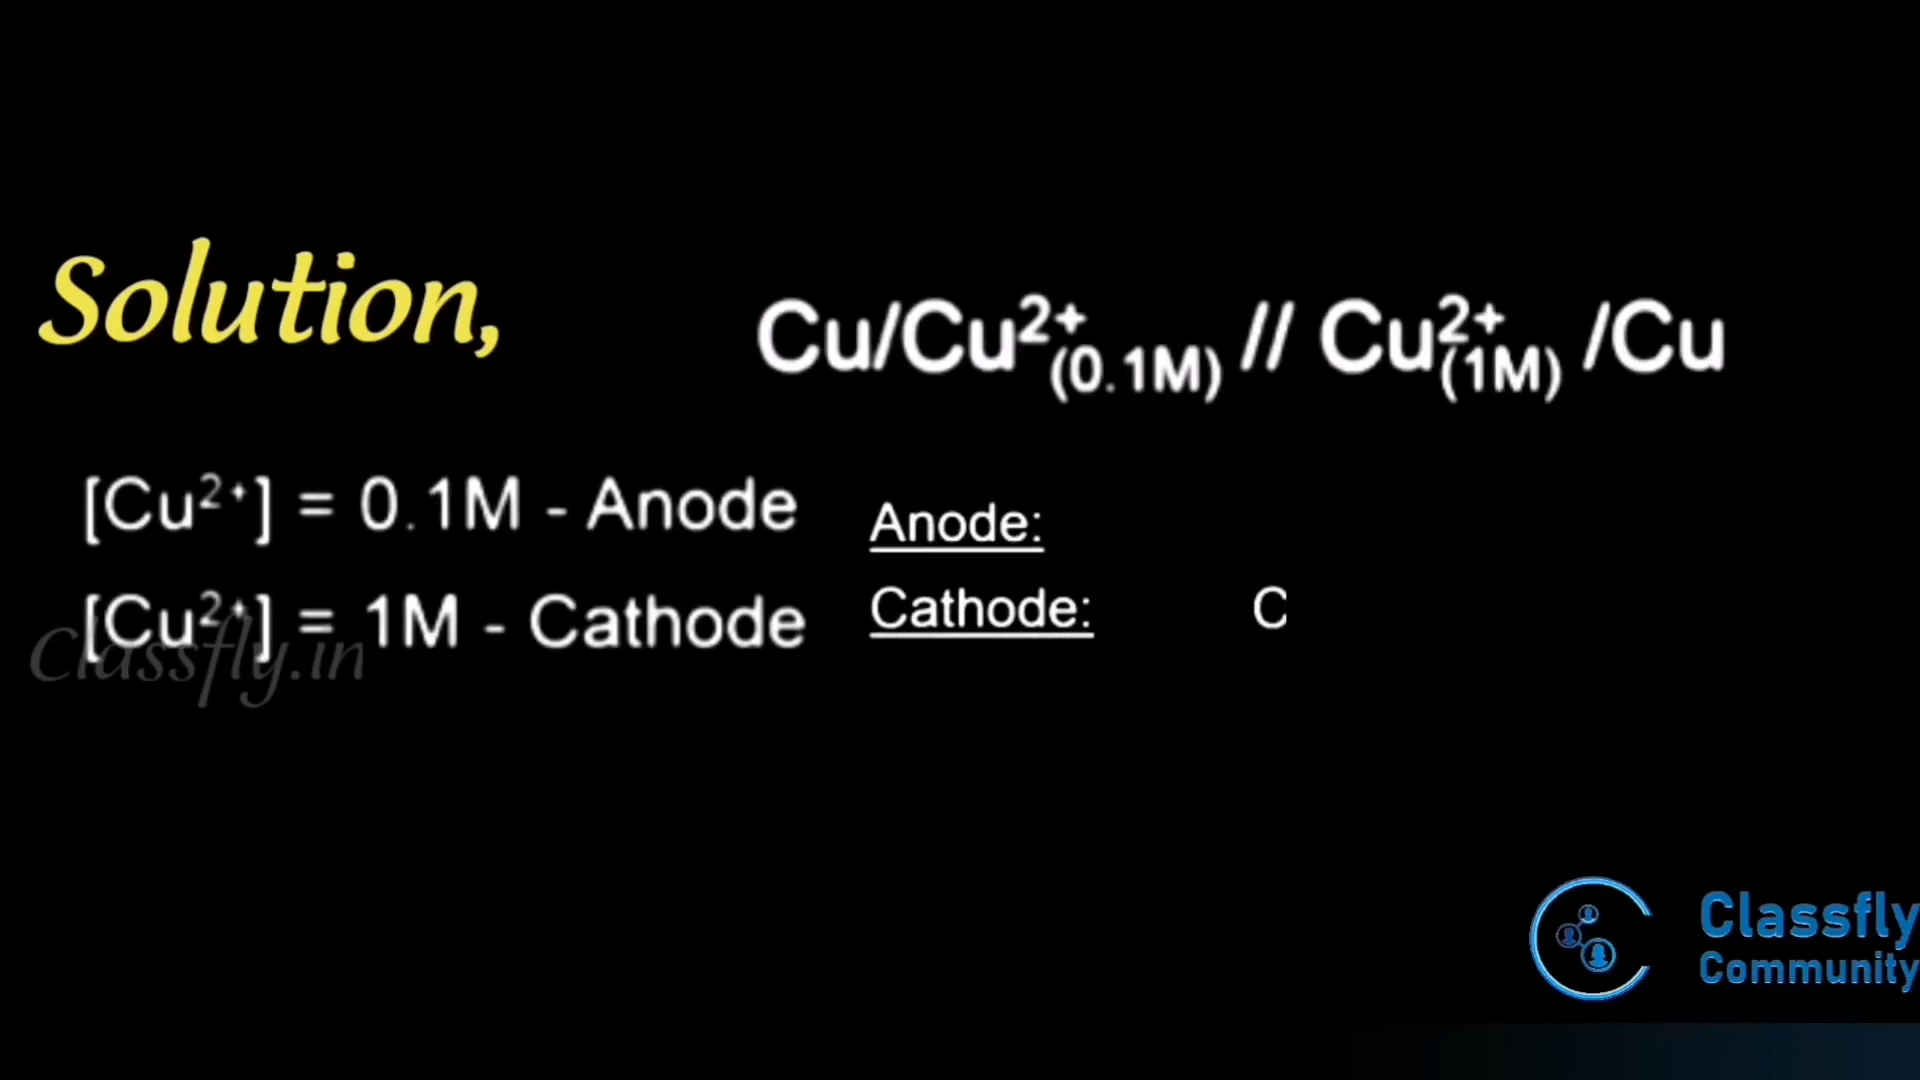 Solution,
Cu/Cu²⁺(0.1M) // Cu²⁺(1M) /Cu
[Cu²⁺] = 0.1M - Anode
[Cu²⁺] = 1M - Cathode
Anode:
Cathode: C
Classfly.in
Classfly
Community